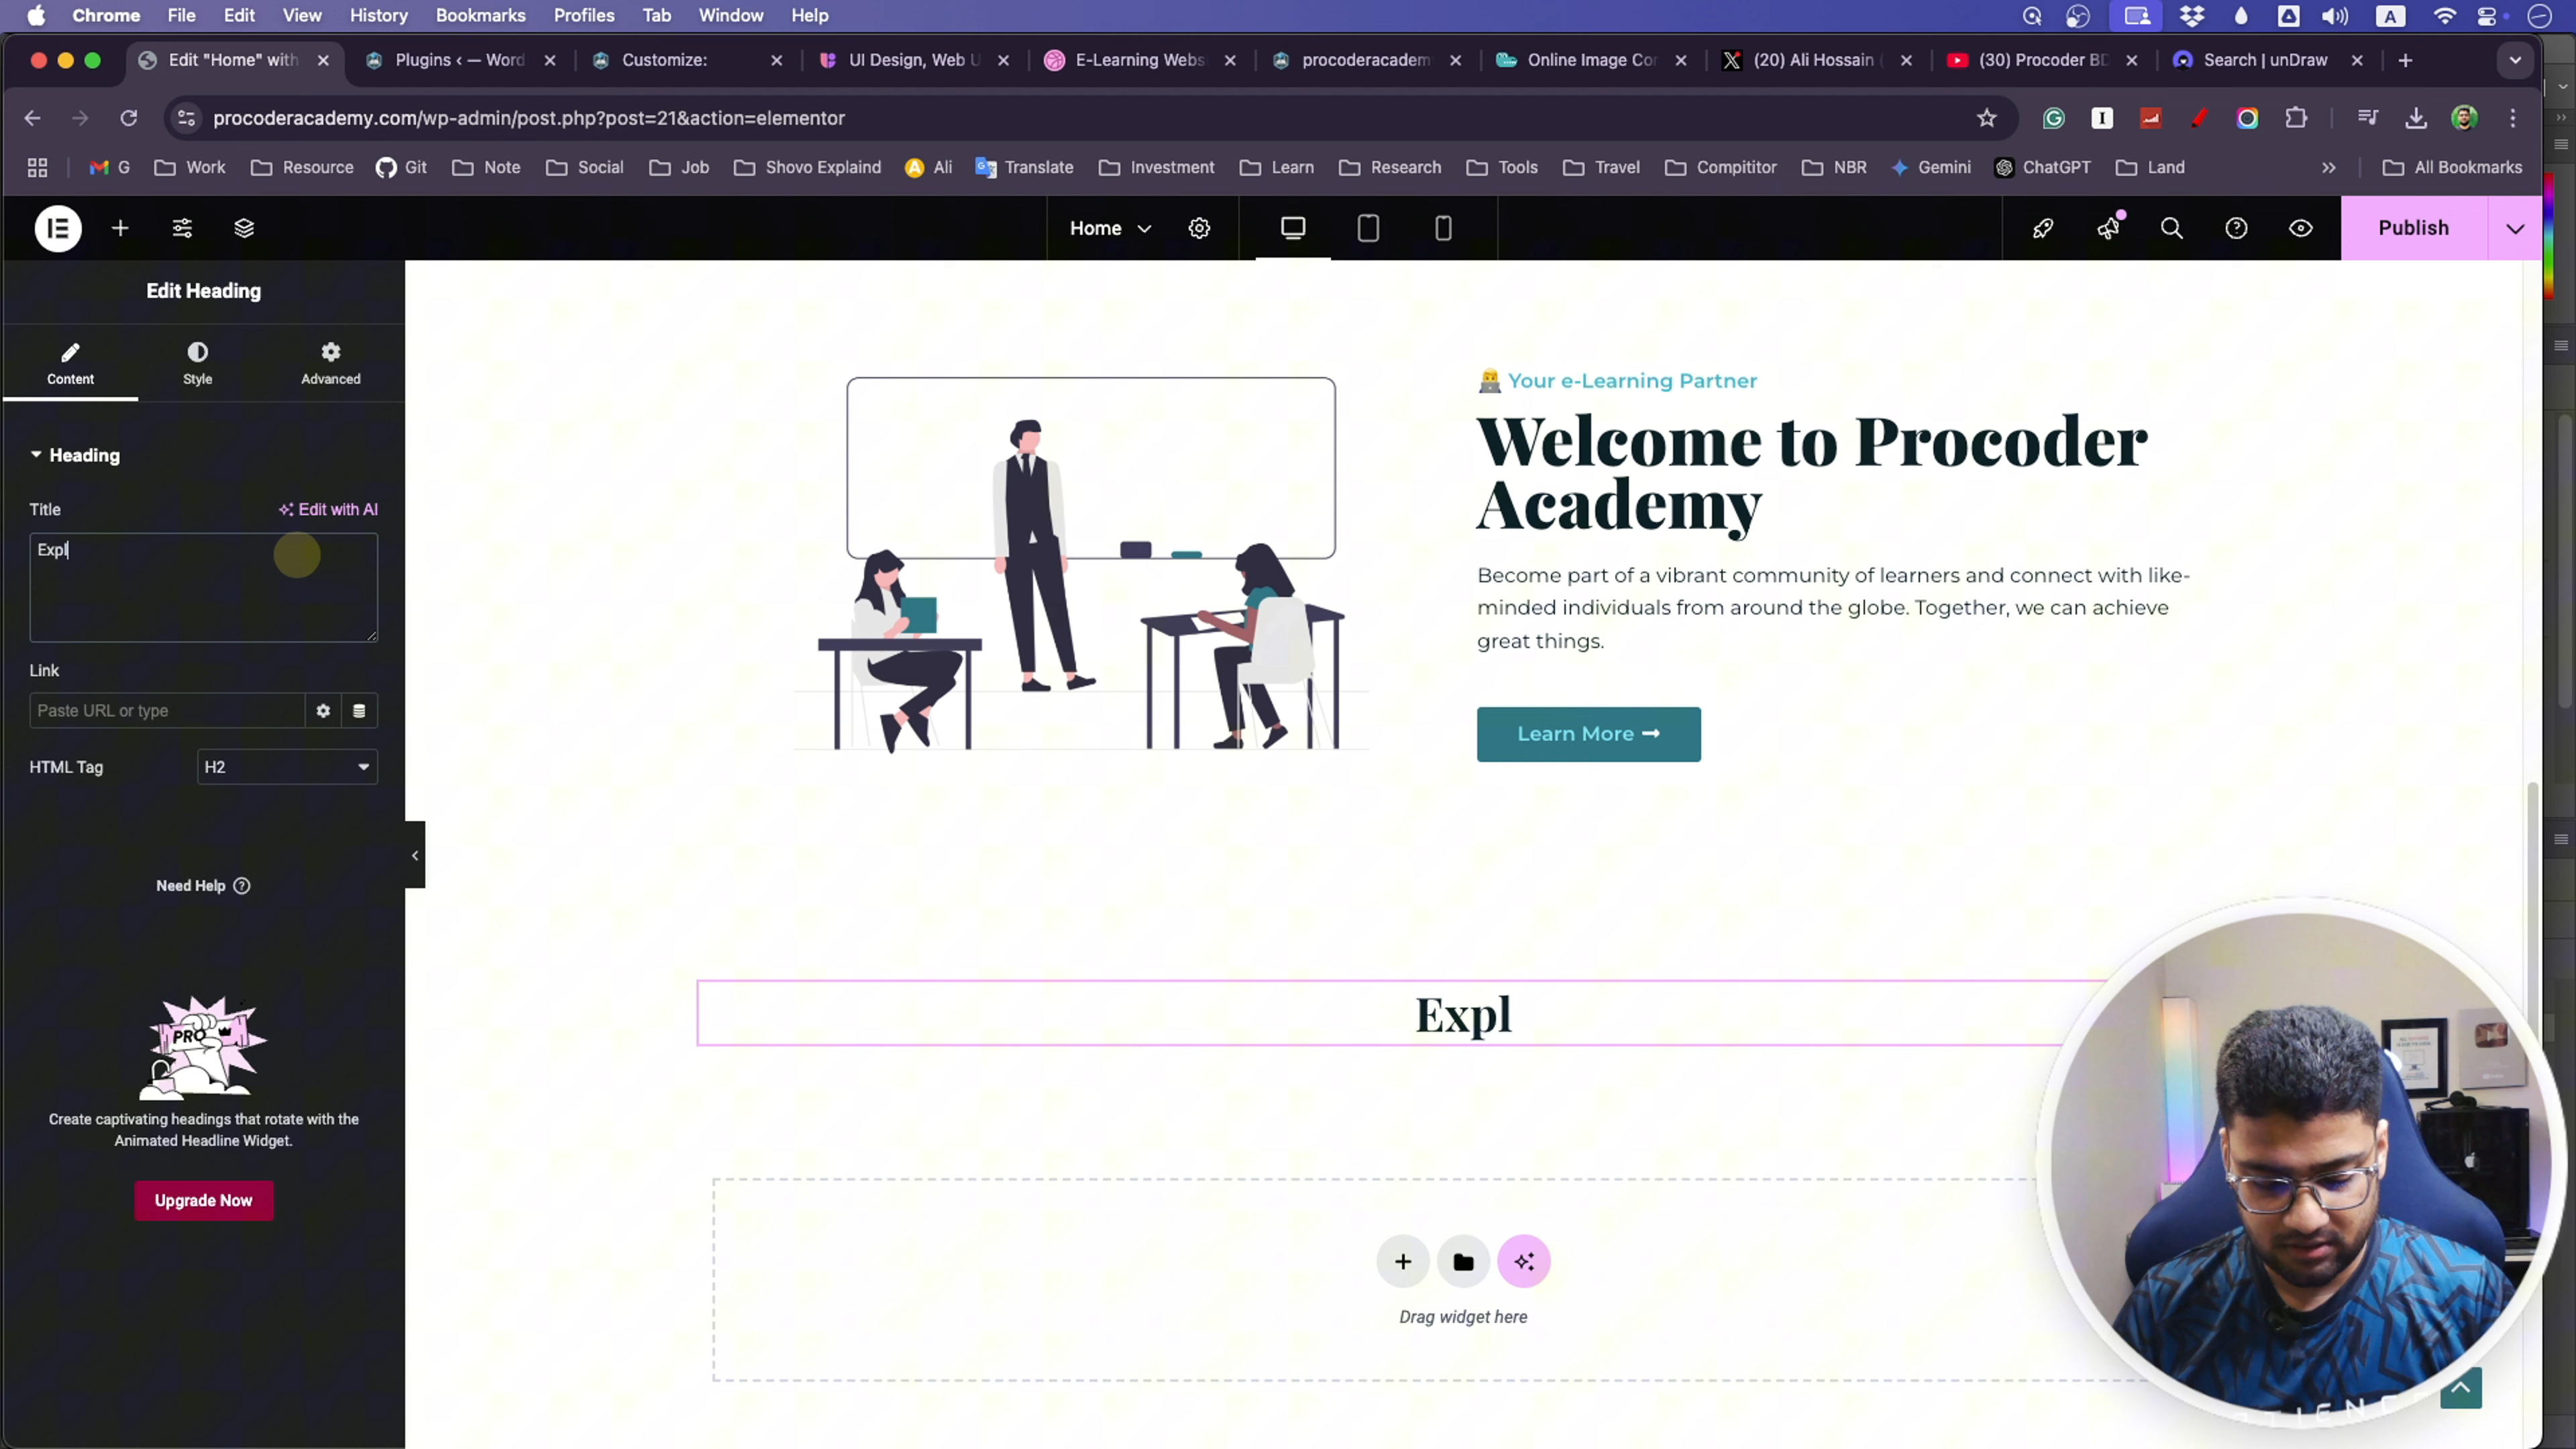 Chrome File Edit View History Bookmarks Profiles Tab Window Help
A
Edit "Home" with
Plugins ‹ — Word
Customize:
UI Design, Web U
E-Learning Webs
procoderacadem
Online Image Co
(20) Ali Hossain (
(30) Procoder BD
Search | unDraw
procoderacademy.com/wp-admin/post.php?post=21&action=elementor
G Work Resource Git Note Social Job Shovo Explaind Ali Translate Investment Learn Research Tools Travel Compititor NBR Gemini ChatGPT Land All Bookmarks
Home
Publish
Edit Heading
Content
Style
Advanced
Heading
Title
Edit with AI
Expl
Link
Paste URL or type
HTML Tag
H2
Need Help
PRO
Create captivating headings that rotate with the
Animated Headline Widget.
Upgrade Now
Your e-Learning Partner
Welcome to Procoder
Academy
Become part of a vibrant community of learners and connect with like-
minded individuals from around the globe. Together, we can achieve
great things.
Learn More
Expl
Drag widget here